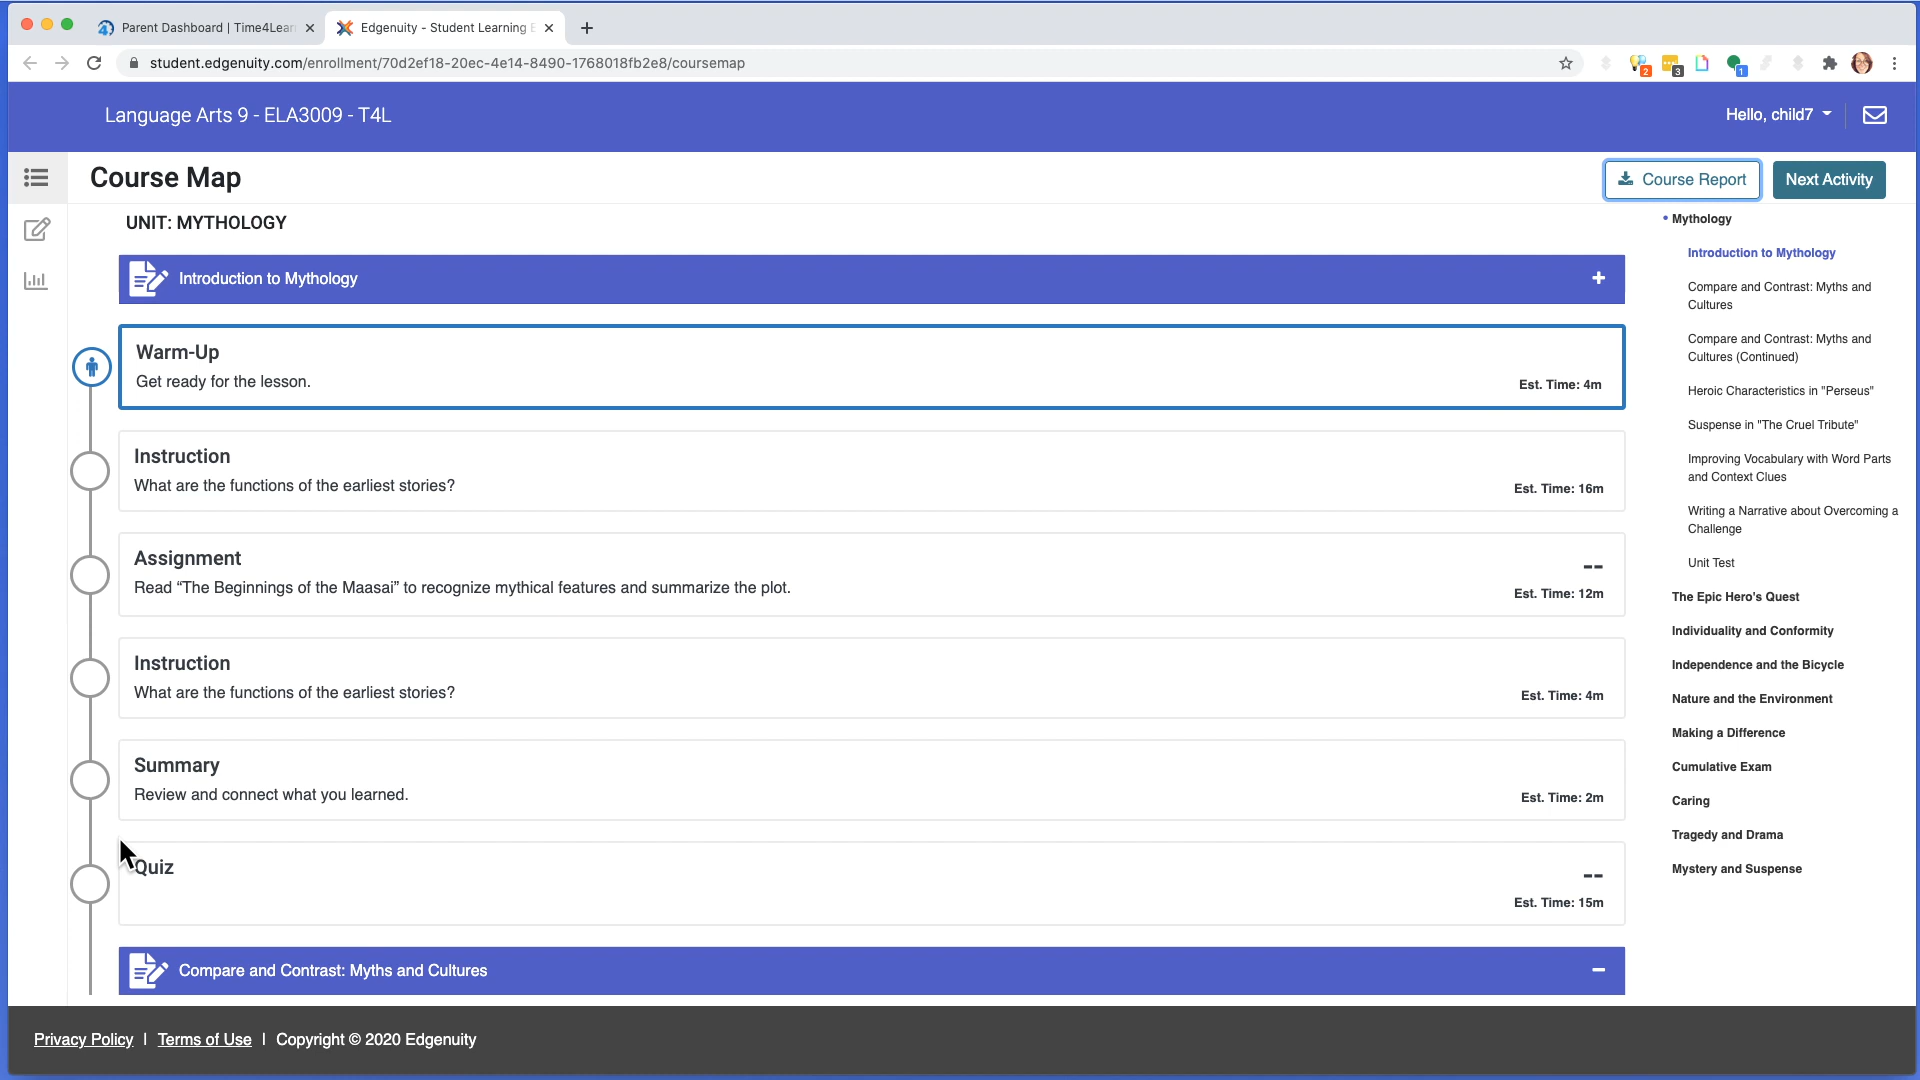 Parent Dashboard | Time4Lear
Edgenuity - Student Learning E
student.edgenuity.com/enrollment/70d2ef18-20ec-4e14-8490-1768018fb2e8/coursemap
2
3
1
Language Arts 9 - ELA3009 - T4L
Hello, child7
Course Map
Course Report
Next Activity
UNIT: MYTHOLOGY
Introduction to Mythology
Warm-Up
Get ready for the lesson.
Est. Time: 4m
Instruction
What are the functions of the earliest stories?
Est. Time: 16m
Assignment
--
Read “The Beginnings of the Maasai” to recognize mythical features and summarize the plot.
Est. Time: 12m
Instruction
What are the functions of the earliest stories?
Est. Time: 4m
Summary
Review and connect what you learned.
Est. Time: 2m
Quiz
--
Est. Time: 15m
Compare and Contrast: Myths and Cultures
Mythology
Introduction to Mythology
Compare and Contrast: Myths and
Cultures
Compare and Contrast: Myths and
Cultures (Continued)
Heroic Characteristics in "Perseus"
Suspense in "The Cruel Tribute"
Improving Vocabulary with Word Parts
and Context Clues
Writing a Narrative about Overcoming a
Challenge
Unit Test
The Epic Hero's Quest
Individuality and Conformity
Independence and the Bicycle
Nature and the Environment
Making a Difference
Cumulative Exam
Caring
Tragedy and Drama
Mystery and Suspense
Privacy Policy | Terms of Use | Copyright © 2020 Edgenuity